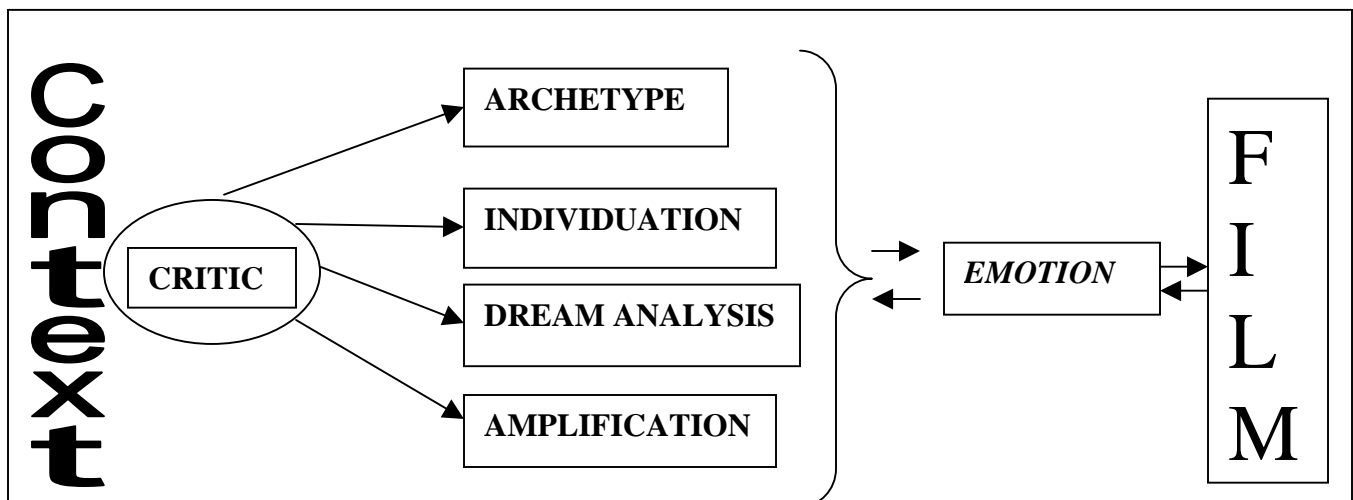 Context
CRITIC
ARCHETYPE
INDIVIDUATION
DREAM ANALYSIS
AMPLIFICATION
EMOTION
FILM